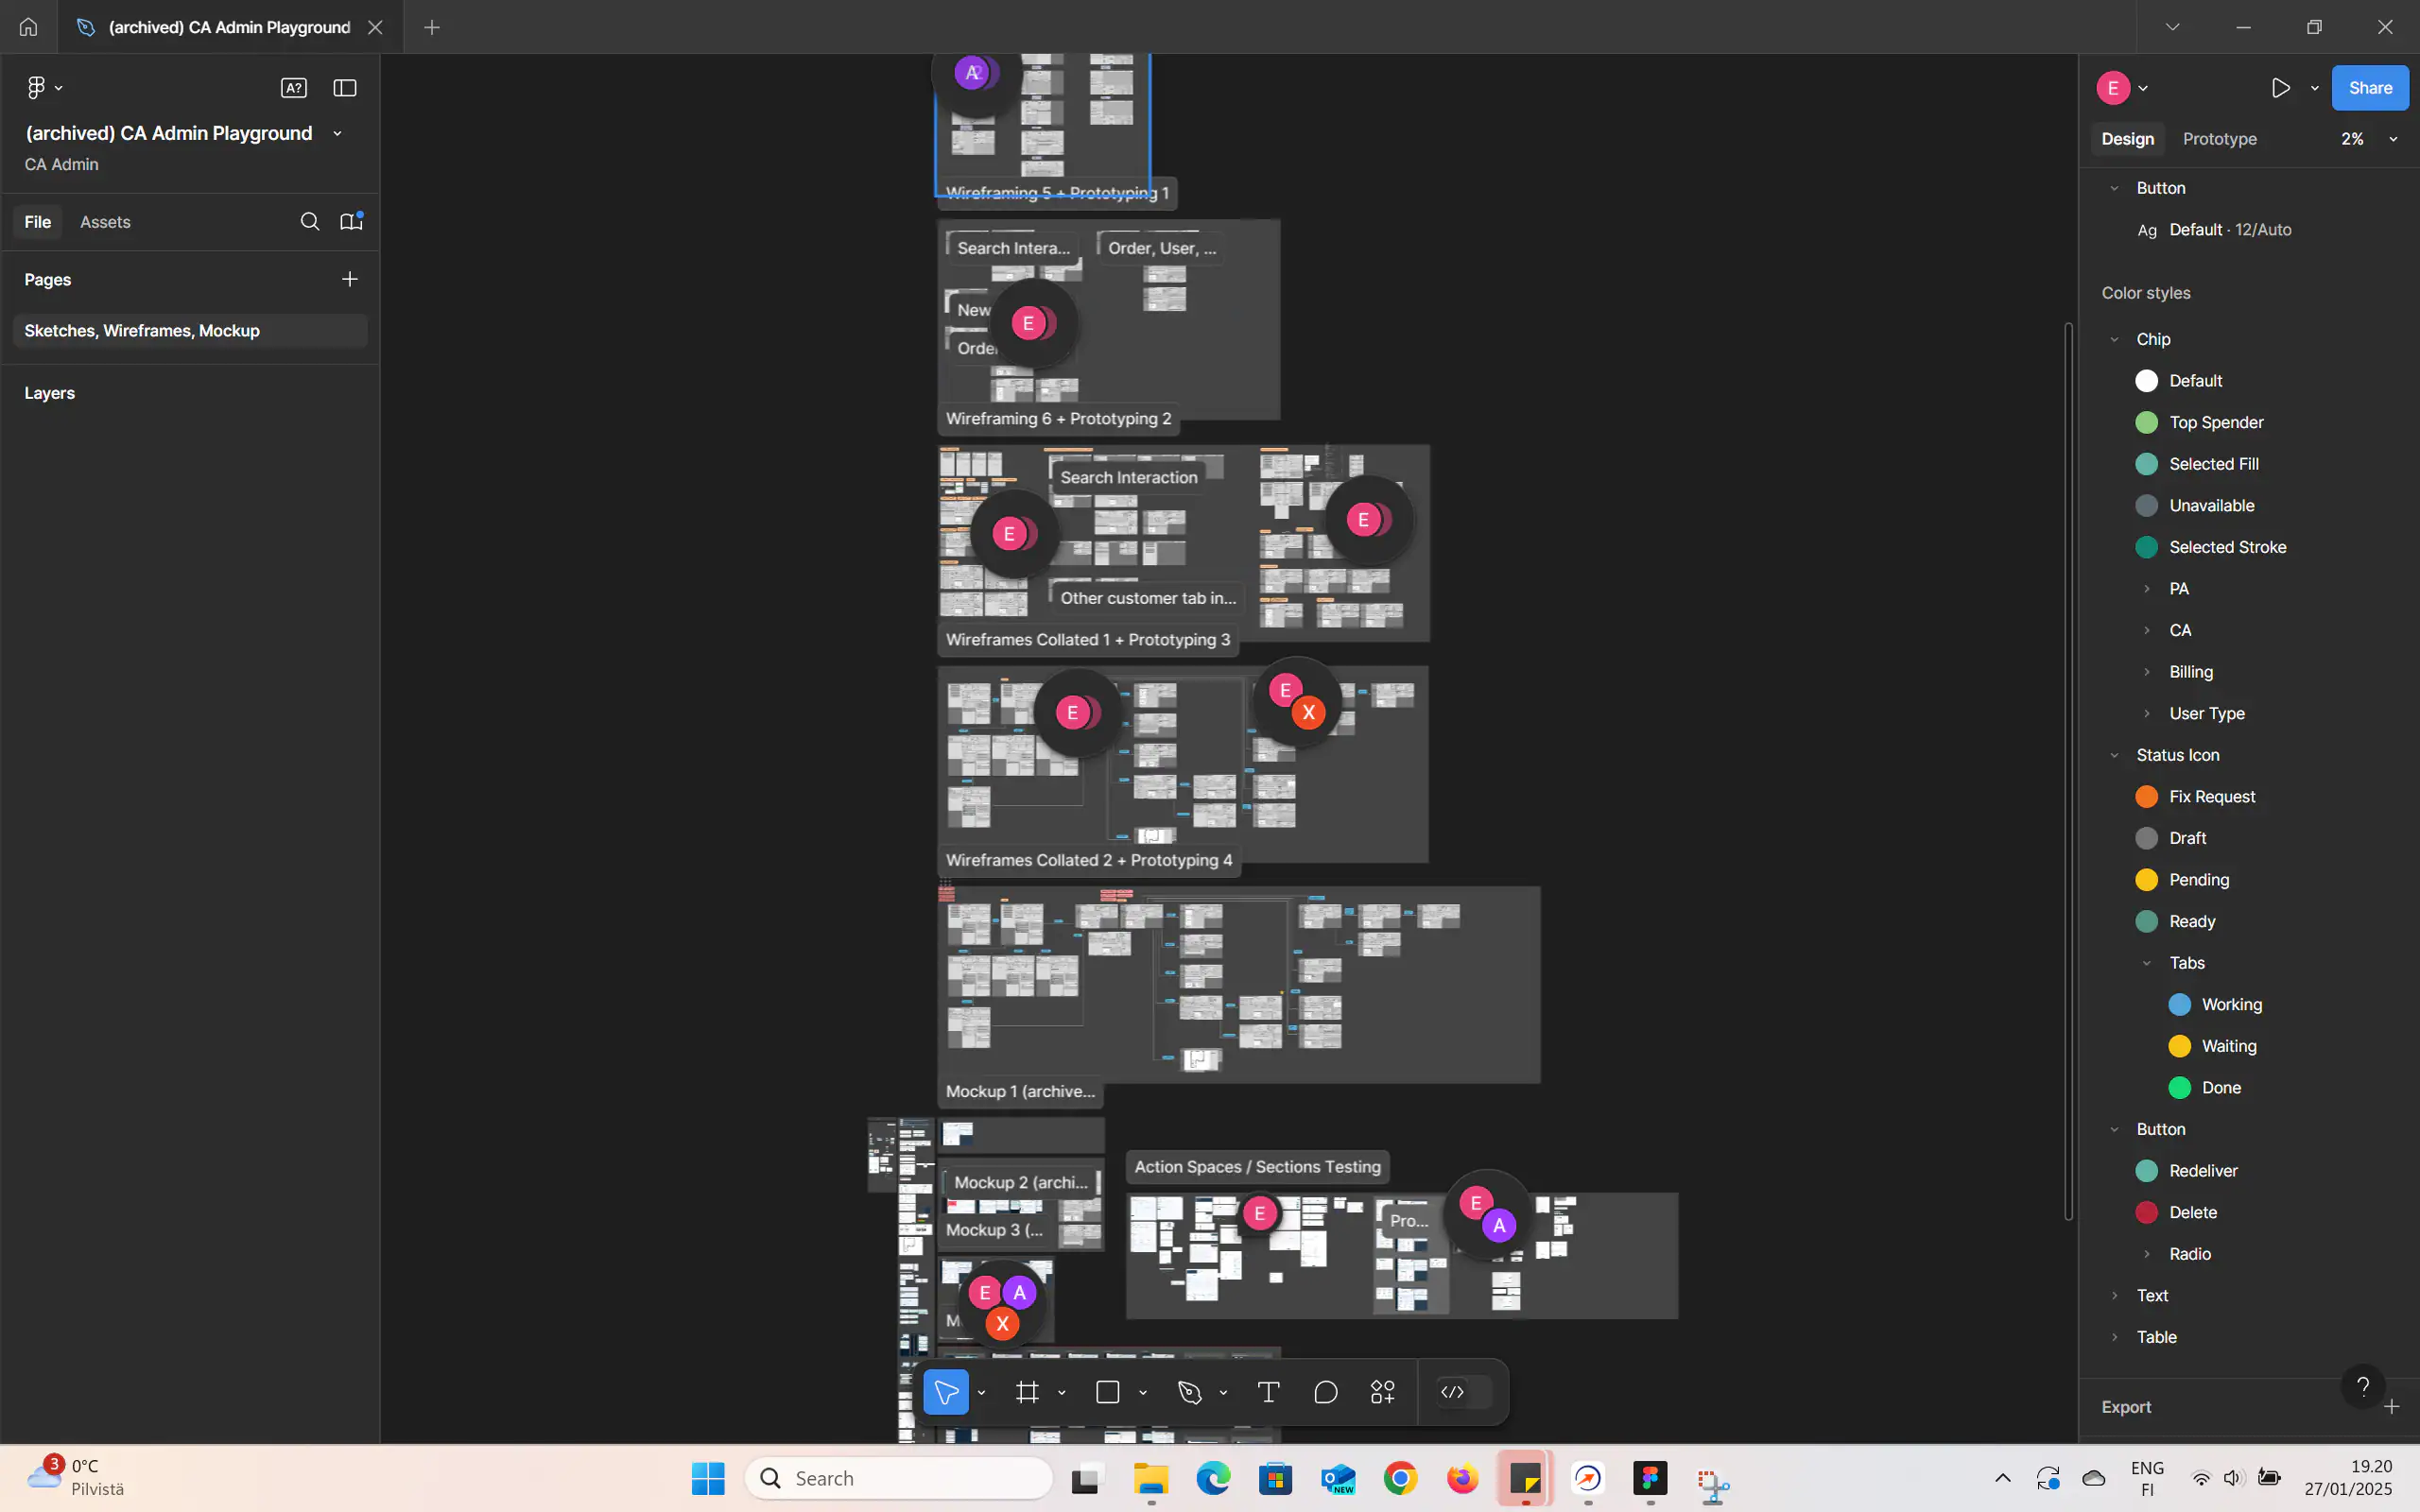 (archived) CA Admin Playground
(archived) CA Admin Playground
CA Admin
File
Assets
Pages
Sketches, Wireframes, Mockup
Layers
A
Wireframing 5 + Prototyping 1
Search Intera...
Order, User, ...
New
E
Wireframing 6 + Prototyping 2
Search Interaction
E
E
Other customer tab in...
Wireframes Collated 1 + Prototyping 3
E
E
X
Wireframes Collated 2 + Prototyping 4
Mockup 1 (archive...
Action Spaces / Sections Testing
Mockup 2 (archi...
Mockup 3 (...
E
Pro...
E
A
E
A
X
E
Share
Design
Prototype
2%
Button
Ag Default · 12/Auto
Color styles
Chip
Default
Top Spender
Selected Fill
Unavailable
Selected Stroke
PA
CA
Billing
User Type
Status Icon
Fix Request
Draft
Pending
Ready
Tabs
Working
Waiting
Done
Button
Redeliver
Delete
Radio
Text
Table
Export
?
3
0°C
Pilvistä
Search
NEW
ENG
FI
19.20
27/01/2025